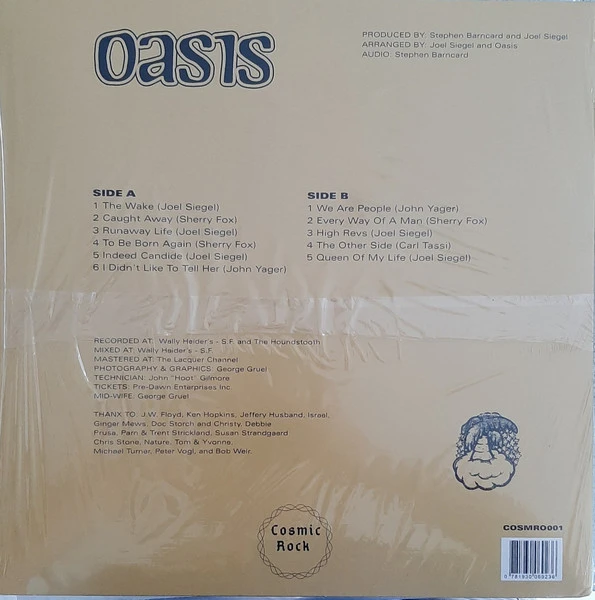 oasis
PRODUCED BY: Stephen Barncard and Joel Siegel
ARRANGED BY: Joel Siegel and Oasis
AUDIO: Stephen Barncard
SIDE A
1 The Wake (Joel Siegel)
2 Caught Away (Sherry Fox)
3 Runaway Life (Joel Siegel)
4 To Be Born Again (Sherry Fox)
5 Indeed Candide (Joel Siegel)
6 I Didn't Like To Tell Her (John Yager)
SIDE B
1 We Are People (John Yager)
2 Every Way Of A Man (Sherry Fox)
3 High Revs (Joel Siegel)
4 The Other Side (Carl Tassi)
5 Queen Of My Life (Joel Siegel)
RECORDED AT: Wally Heider's - S.F. and The Houndstooth
MIXED AT: Wally Heider's - S.F.
MASTERED AT: The Lacquer Channel
PHOTOGRAPHY & GRAPHICS: George Gruel
TECHNICIAN: John "Hoot" Gilmore
TICKETS: Pre-Dawn Enterprises Inc.
MID-WIFE: George Gruel
THANX TO: J.W. Floyd, Ken Hopkins, Jeffery Husband, Israel,
Ginger Mews, Doc Storch and Christy, Debbie
Prusa, Pam & Trent Strickland, Susan Strandgaard
Chris Stone, Nature, Tom & Yvonne,
Michael Turner, Peter Vogl, and Bob Weir.
Cosmic
Rock
COSMRO001